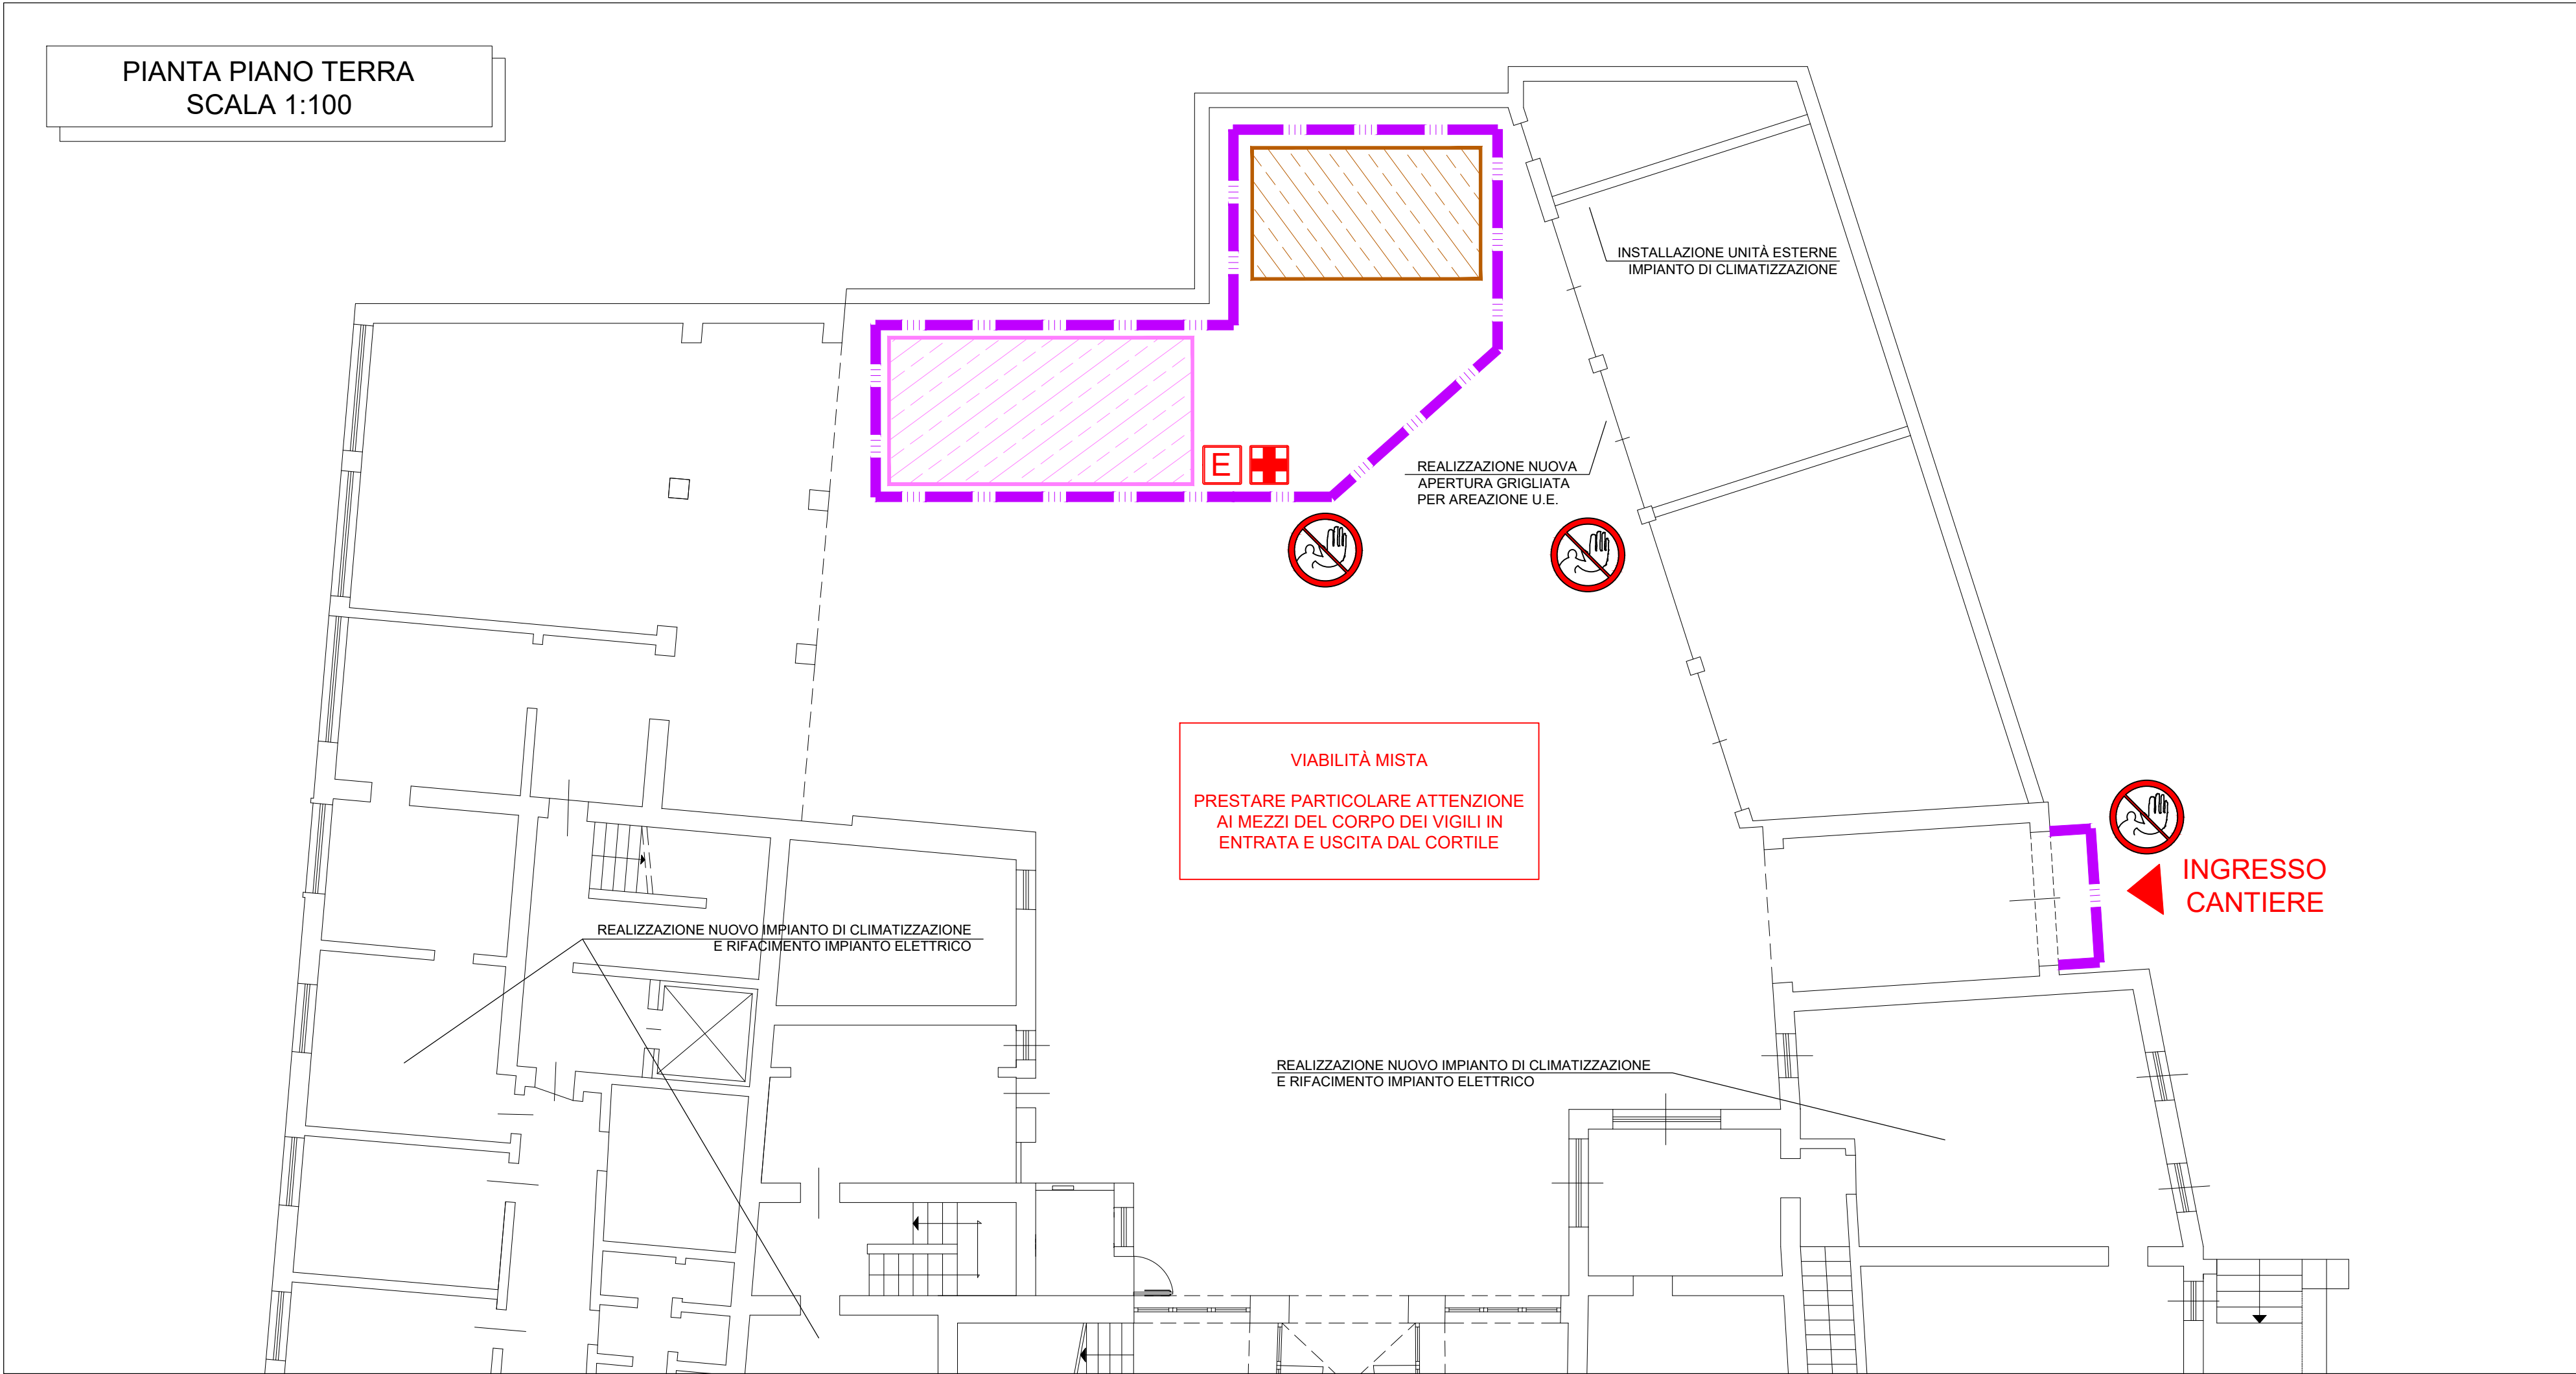 PIANTA PIANO TERRA
SCALA 1:100
INSTALLAZIONE UNITÀ ESTERNE
IMPIANTO DI CLIMATIZZAZIONE
E
REALIZZAZIONE NUOVA
APERTURA GRIGLIATA
PER AREAZIONE U.E.
VIABILITÀ MISTA
PRESTARE PARTICOLARE ATTENZIONE
AI MEZZI DEL CORPO DEI VIGILI IN
ENTRATA E USCITA DAL CORTILE
INGRESSO
CANTIERE
REALIZZAZIONE NUOVO IMPIANTO DI CLIMATIZZAZIONE
E RIFACIMENTO IMPIANTO ELETTRICO
REALIZZAZIONE NUOVO IMPIANTO DI CLIMATIZZAZIONE
E RIFACIMENTO IMPIANTO ELETTRICO